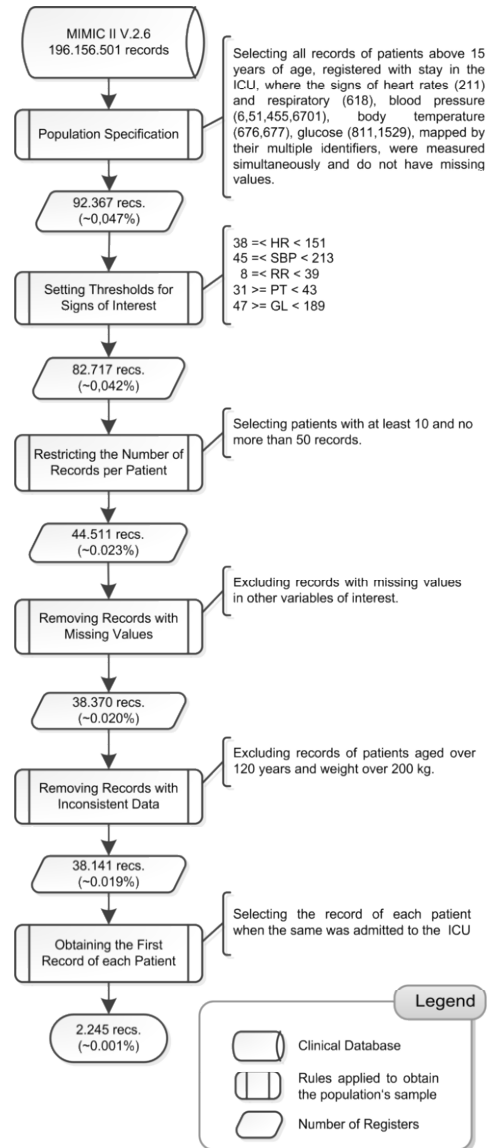 MIMIC II V.2.6
196.156.501 records
Selecting all records of patients above 15
years of age, registered with stay in the
ICU, where the signs of heart rates (211)
and respiratory (618), blood pressure
(6,51,455,6701), body temperature
(676,677), glucose (811,1529), mapped by
their multiple identifiers, were measured
simultaneously and do not have missing
values.
Population Specification
92.367 recs.
(~0,047%)
38 =< HR < 151
45 =< SBP < 213
8 =< RR < 39
31 >= PT < 43
47 >= GL < 189
Setting Thresholds for
Signs of Interest
82.717 recs.
(~0,042%)
Selecting patients with at least 10 and no
more than 50 records.
Restricting the Number of
Records per Patient
44.511 recs.
(~0.023%)
Excluding records with missing values
in other variables of interest.
Removing Records with
Missing Values
38.370 recs.
(~0.020%)
Excluding records of patients aged over
120 years and weight over 200 kg.
Removing Records with
Inconsistent Data
38.141 recs.
(~0.019%)
Selecting the record of each patient
when the same was admitted to the ICU
Obtaining the First
Record of each Patient
2.245 recs.
(~0.001%)
Legend
Clinical Database
Rules applied to obtain
the population's sample
Number of Registers